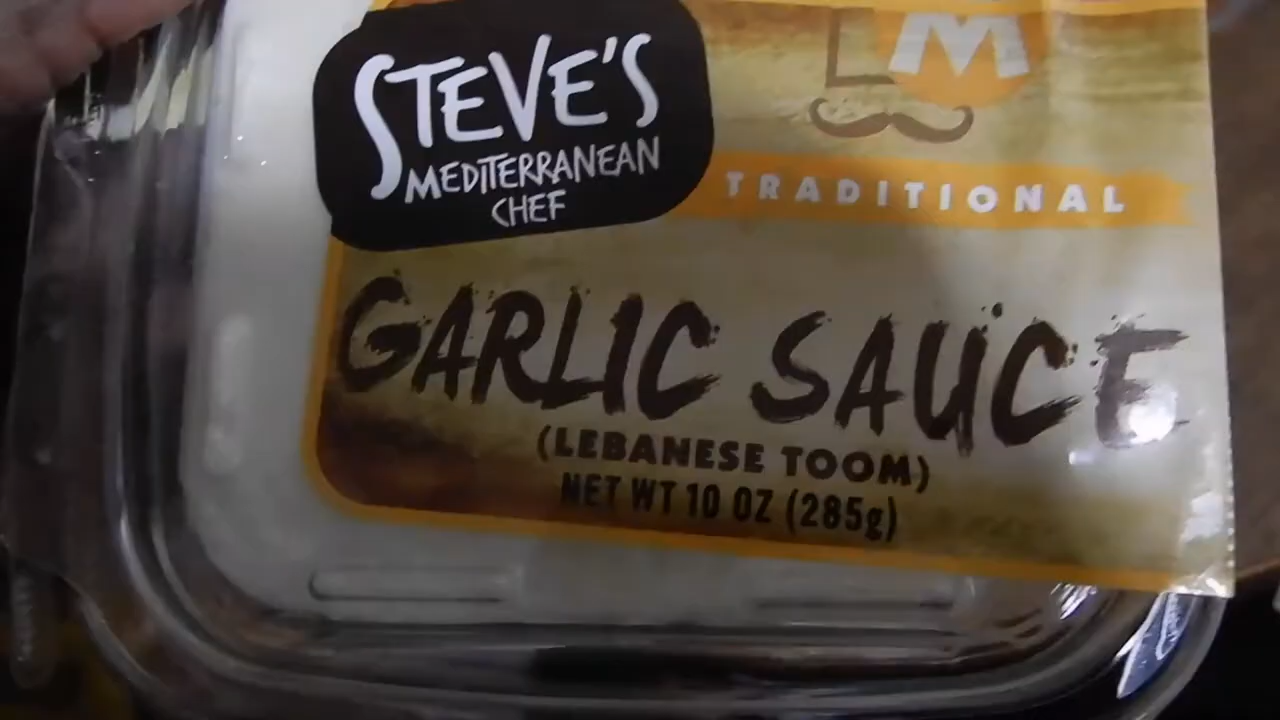 STEVE'S
MEDITERRANEAN
CHEF
M
TRADITIONAL
GARLIC SAUCE
(LEBANESE TOOM)
NET WT 10 OZ (285g)